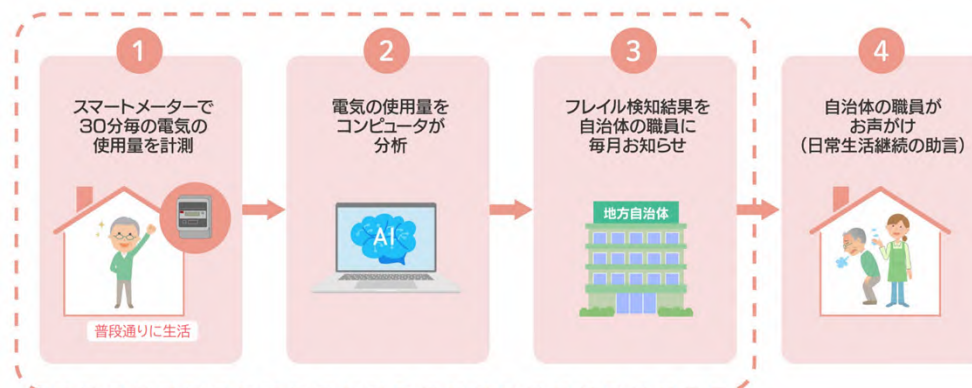 1
スマートメーターで
30分毎の電気の
使用量を計測
普段通りに生活
2
電気の使用量を
コンピュータが
分析
AI
3
フレイル検知結果を
自治体の職員に
毎月お知らせ
地方自治体
4
自治体の職員が
お声がけ
(日常生活継続の助言)